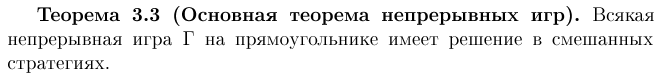 Теорема 3.3 (Основная теорема непрерывных игр). Всякая
непрерывная игра Γ на прямоугольнике имеет решение в смешанных
стратегиях.